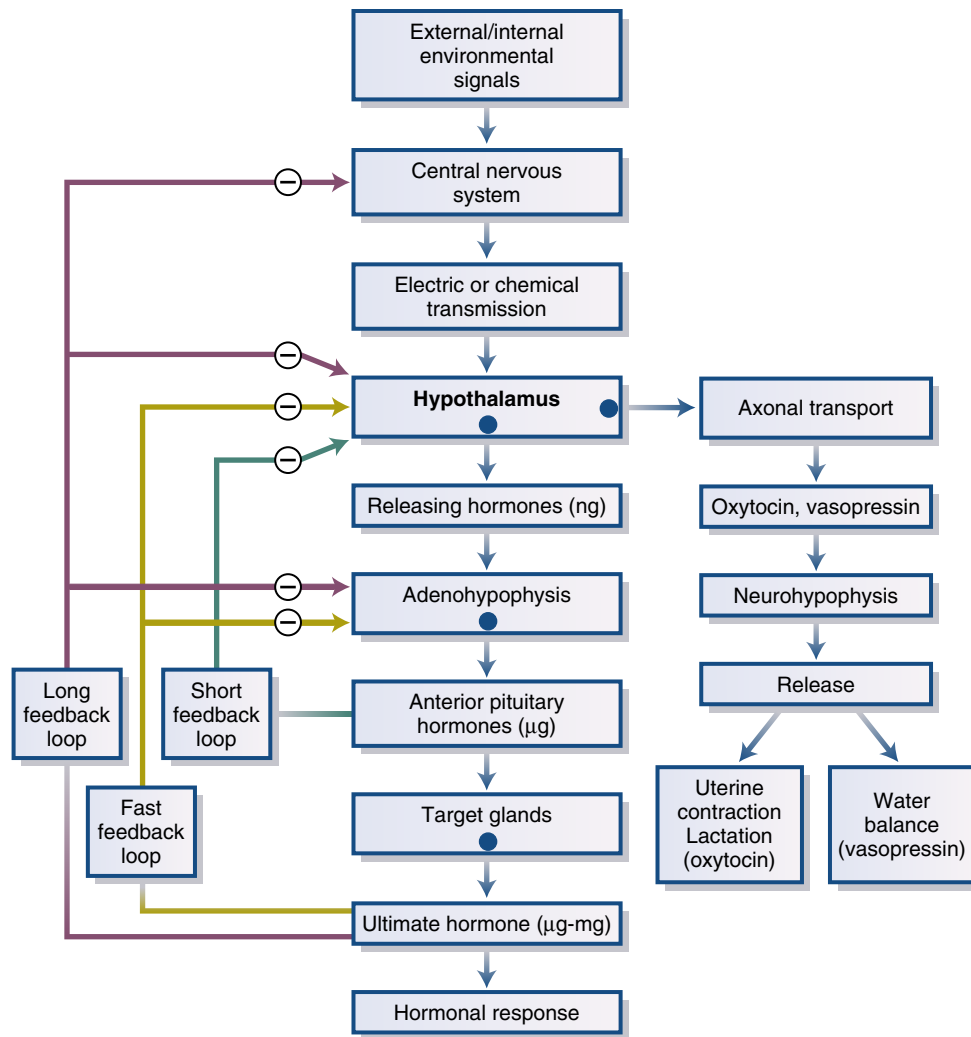 External/internal
environmental
signals
Central nervous
system
Electric or chemical
transmission
Hypothalamus
Axonal transport
Releasing hormones (ng)
Oxytocin, vasopressin
Adenohypophysis
Neurohypophysis
Long
feedback
loop
Short
feedback
loop
Anterior pituitary
hormones (μg)
Release
Fast
feedback
loop
Target glands
Uterine
contraction
Lactation
(oxytocin)
Water
balance
(vasopressin)
Ultimate hormone (μg-mg)
Hormonal response